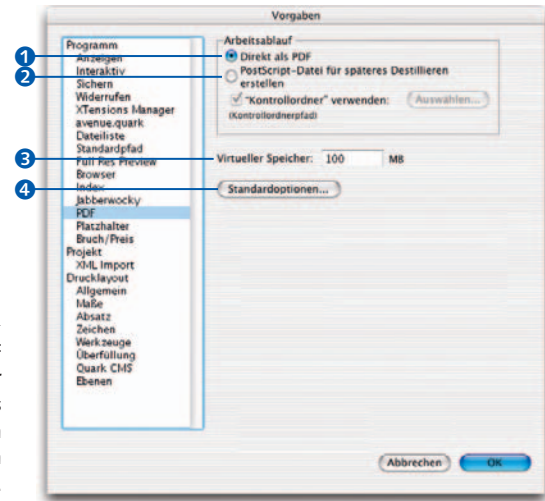 Vorgaben
Programm
Anzeigen
Interaktiv
Sichern
Widerrufen
XTensions Manager
avenue.quark
Dateiliste
Standardpfad
Full Res Preview
Browser
Index
Jabberwocky
PDF
Platzhalter
Bruch/Preis
Projekt
XML Import
Drucklayout
Allgemein
Maße
Absatz
Zeichen
Werkzeuge
Überfüllung
Quark CMS
Ebenen
Arbeitsablauf
1 Direkt als PDF
2 PostScript-Datei für späteres Destillieren
erstellen
"Kontrollordner" verwenden: Auswählen...
(Kontrollordnerpfad)
3 Virtueller Speicher: 100 MB
4 Standardoptionen...
Abbrechen OK